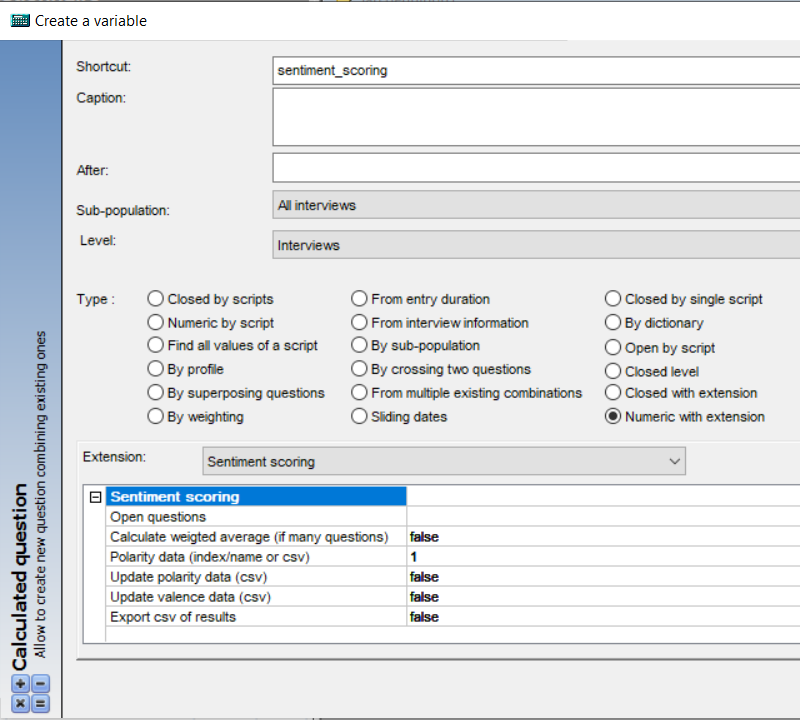 Create a variable
Shortcut: sentiment_scoring
Caption:
After:
Sub-population: All interviews
Level: Interviews
Type :
Closed by scripts From entry duration Closed by single script
Numeric by script From interview information By dictionary
Find all values of a script By sub-population Open by script
By profile By crossing two questions Closed level
By superposing questions From multiple existing combinations Closed with extension
By weighting Sliding dates Numeric with extension
Extension: Sentiment scoring
Sentiment scoring
Open questions
Calculate weigted average (if many questions) false
Polarity data (index/name or csv) 1
Update polarity data (csv) false
Update valence data (csv) false
Export csv of results false
Calculated question
Allow to create new question combining existing ones